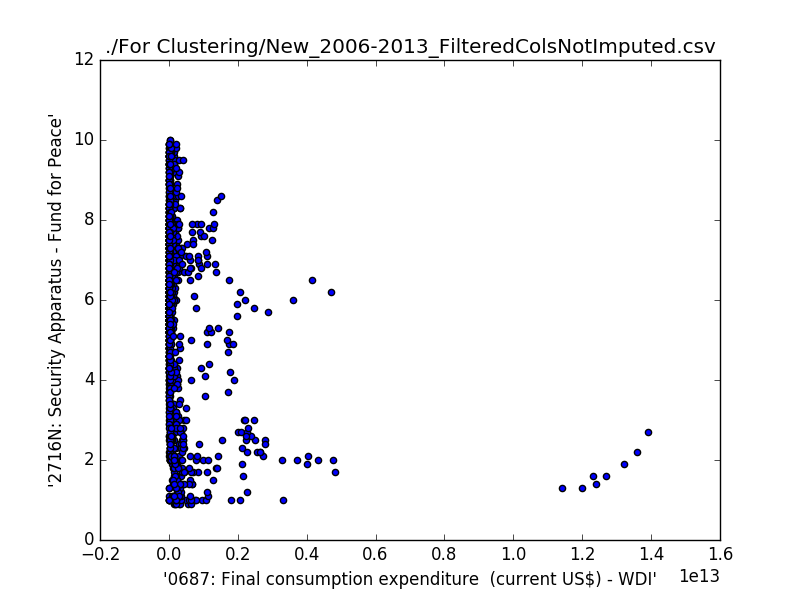 ./For Clustering/New_2006-2013_FilteredColsNotImputed.csv
12
10
8
6
4
2
0
'2716N: Security Apparatus - Fund for Peace'
−0.2 0.0 0.2 0.4 0.6 0.8 1.0 1.2 1.4 1.6
1e13
'0687: Final consumption expenditure  (current US$) - WDI'